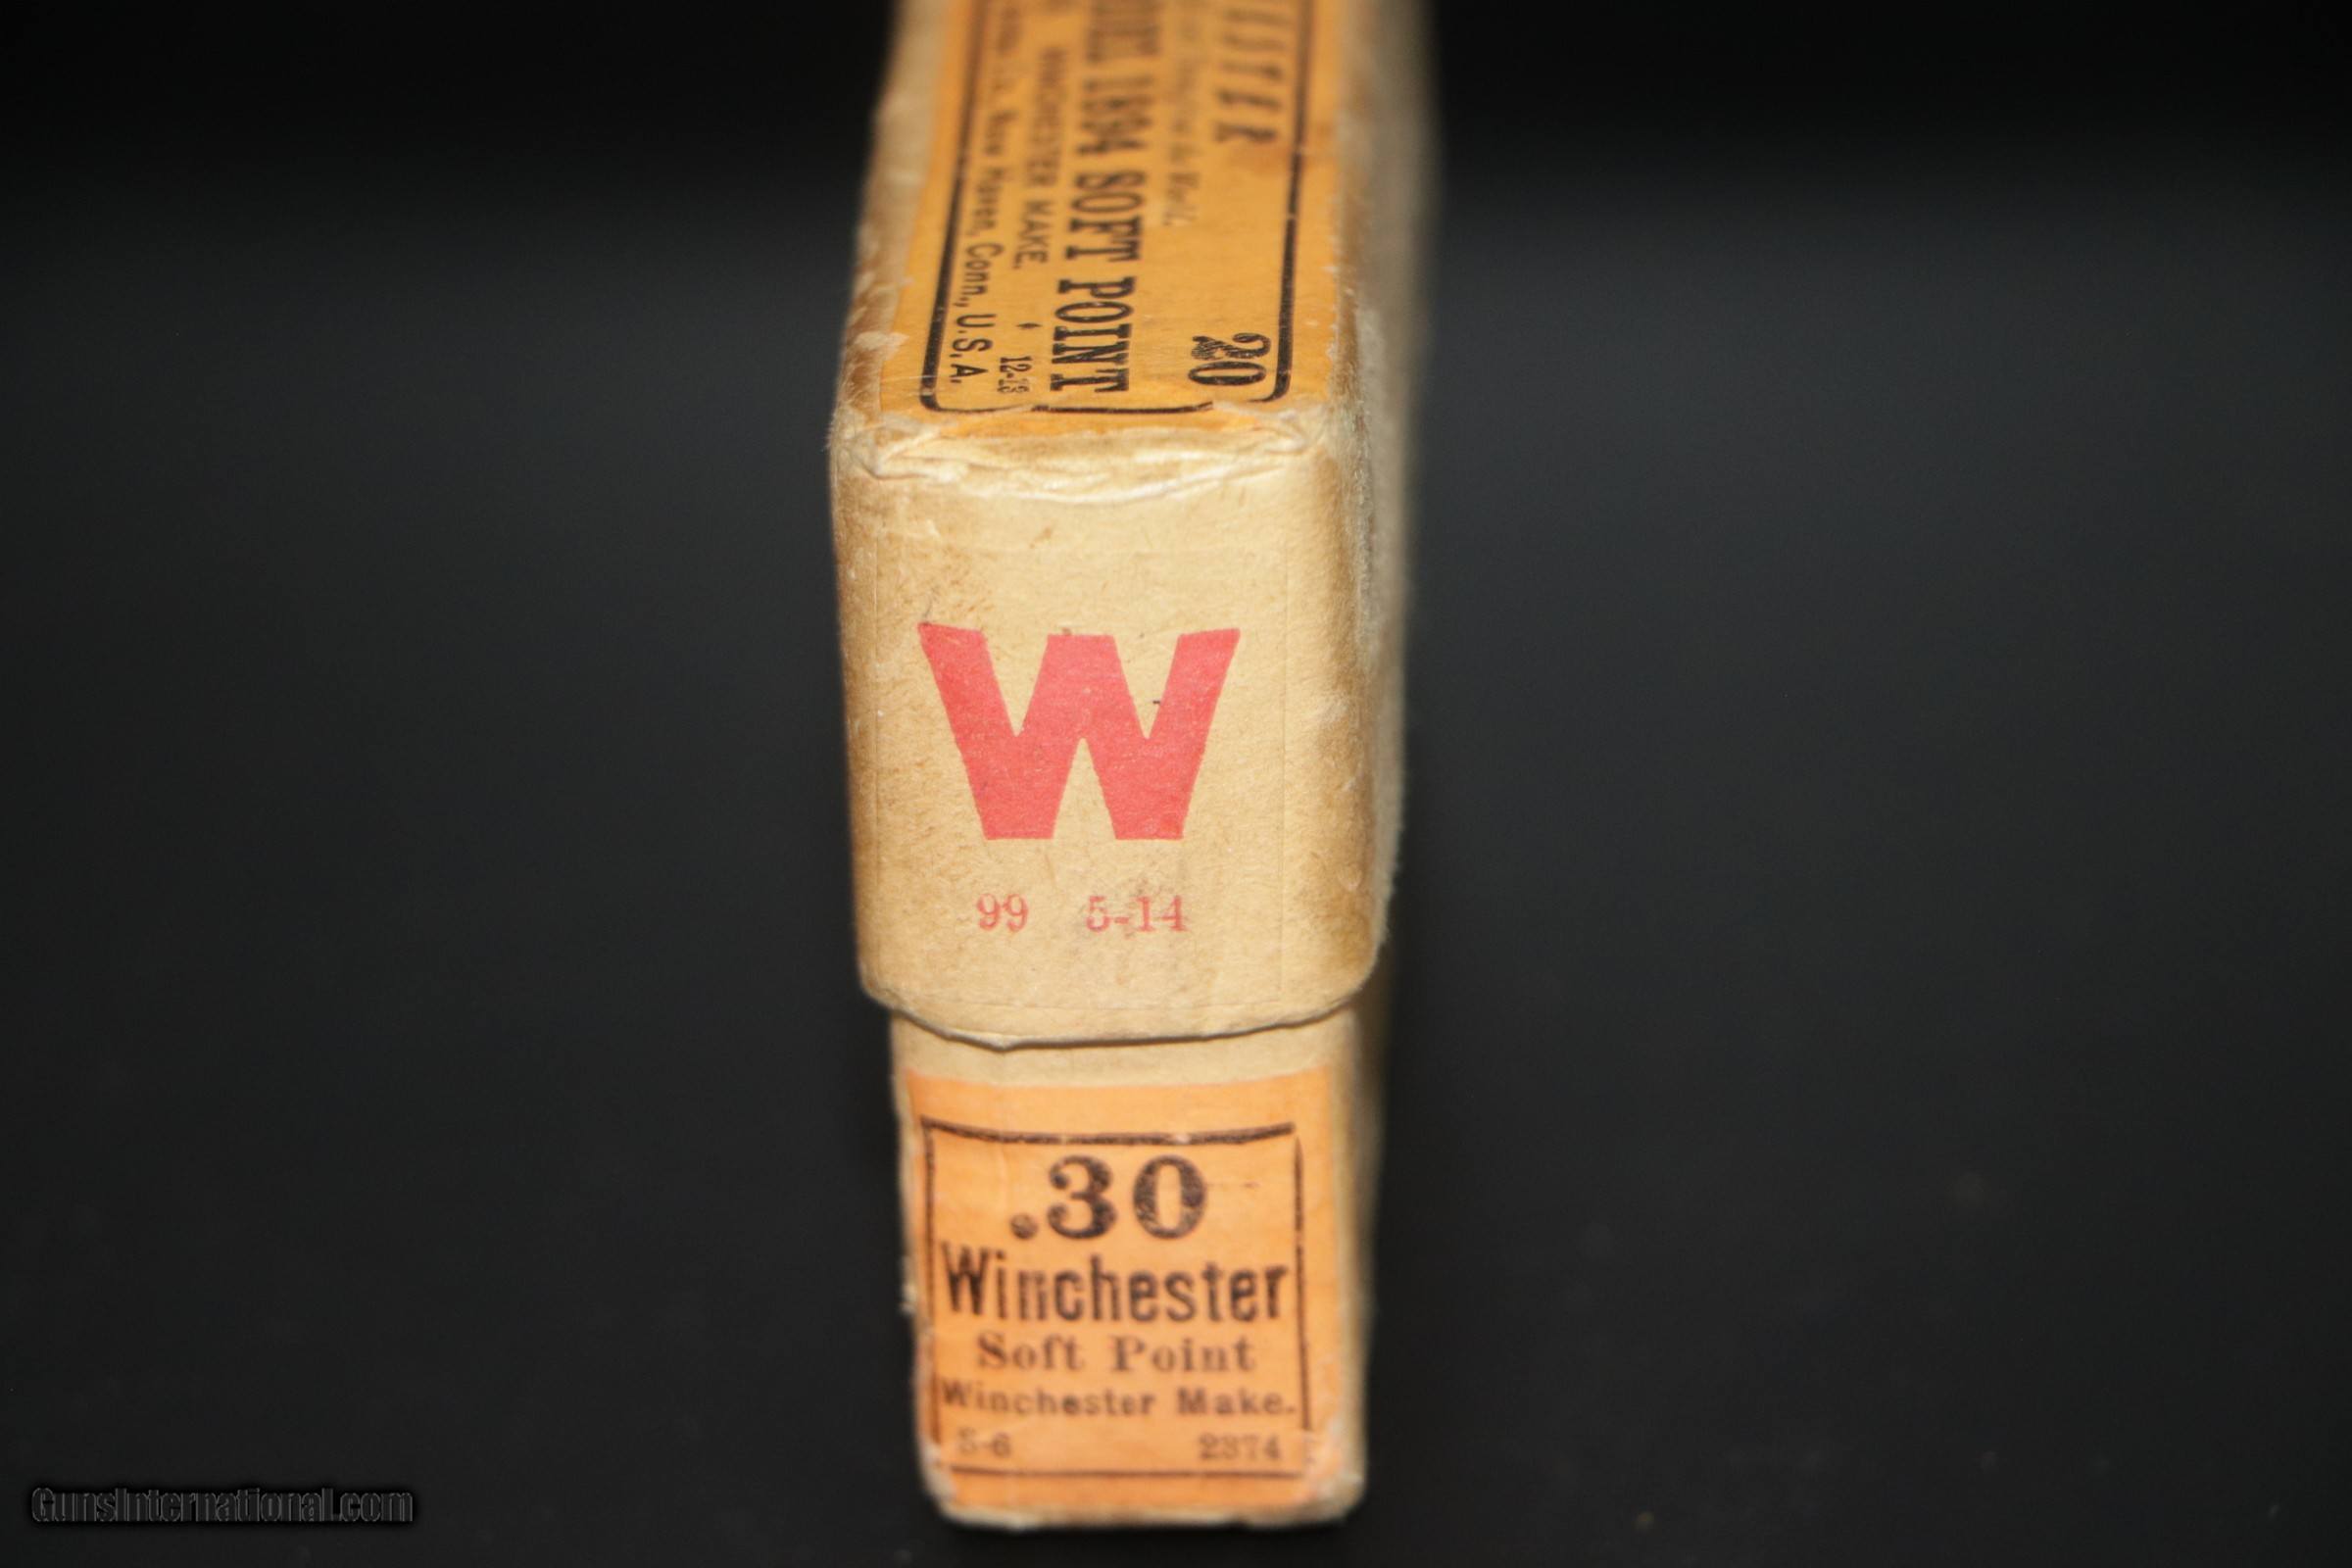 20
1894 SOFT POINT
WINCHESTER MAKE. 12-13
New Haven, Conn., U.S.A.
W
99 5-14
.30
Winchester
Soft Point
Winchester Make.
5-6 2374
GunsInternational.com